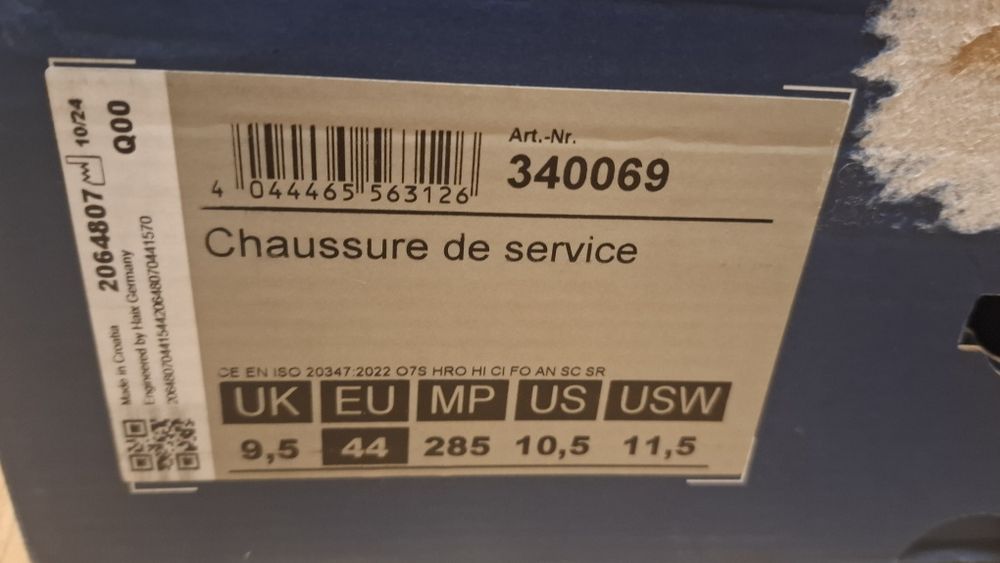 2064807 10/24
Q00
Made in Croatia
Engineered by Haix Germany
Art.-Nr.
340069
4 044465 563126
Chaussure de service
CE EN ISO 20347:2022 O7S HRO HI CI FO AN SC SR
UK EU MP US USW
9,5 44 285 10,5 11,5